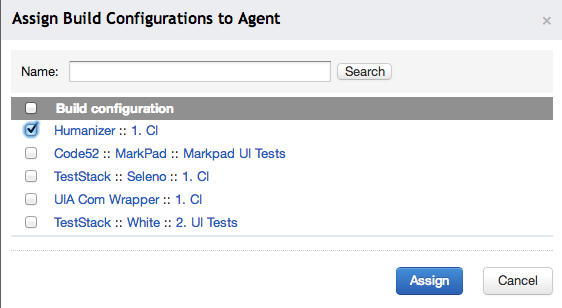 Assign Build Configurations to Agent ×
Name: Search
Build configuration
Humanizer :: 1. CI
Code52 :: MarkPad :: Markpad UI Tests
TestStack :: Seleno :: 1. CI
UIA Com Wrapper :: 1. CI
TestStack :: White :: 2. UI Tests
Assign Cancel